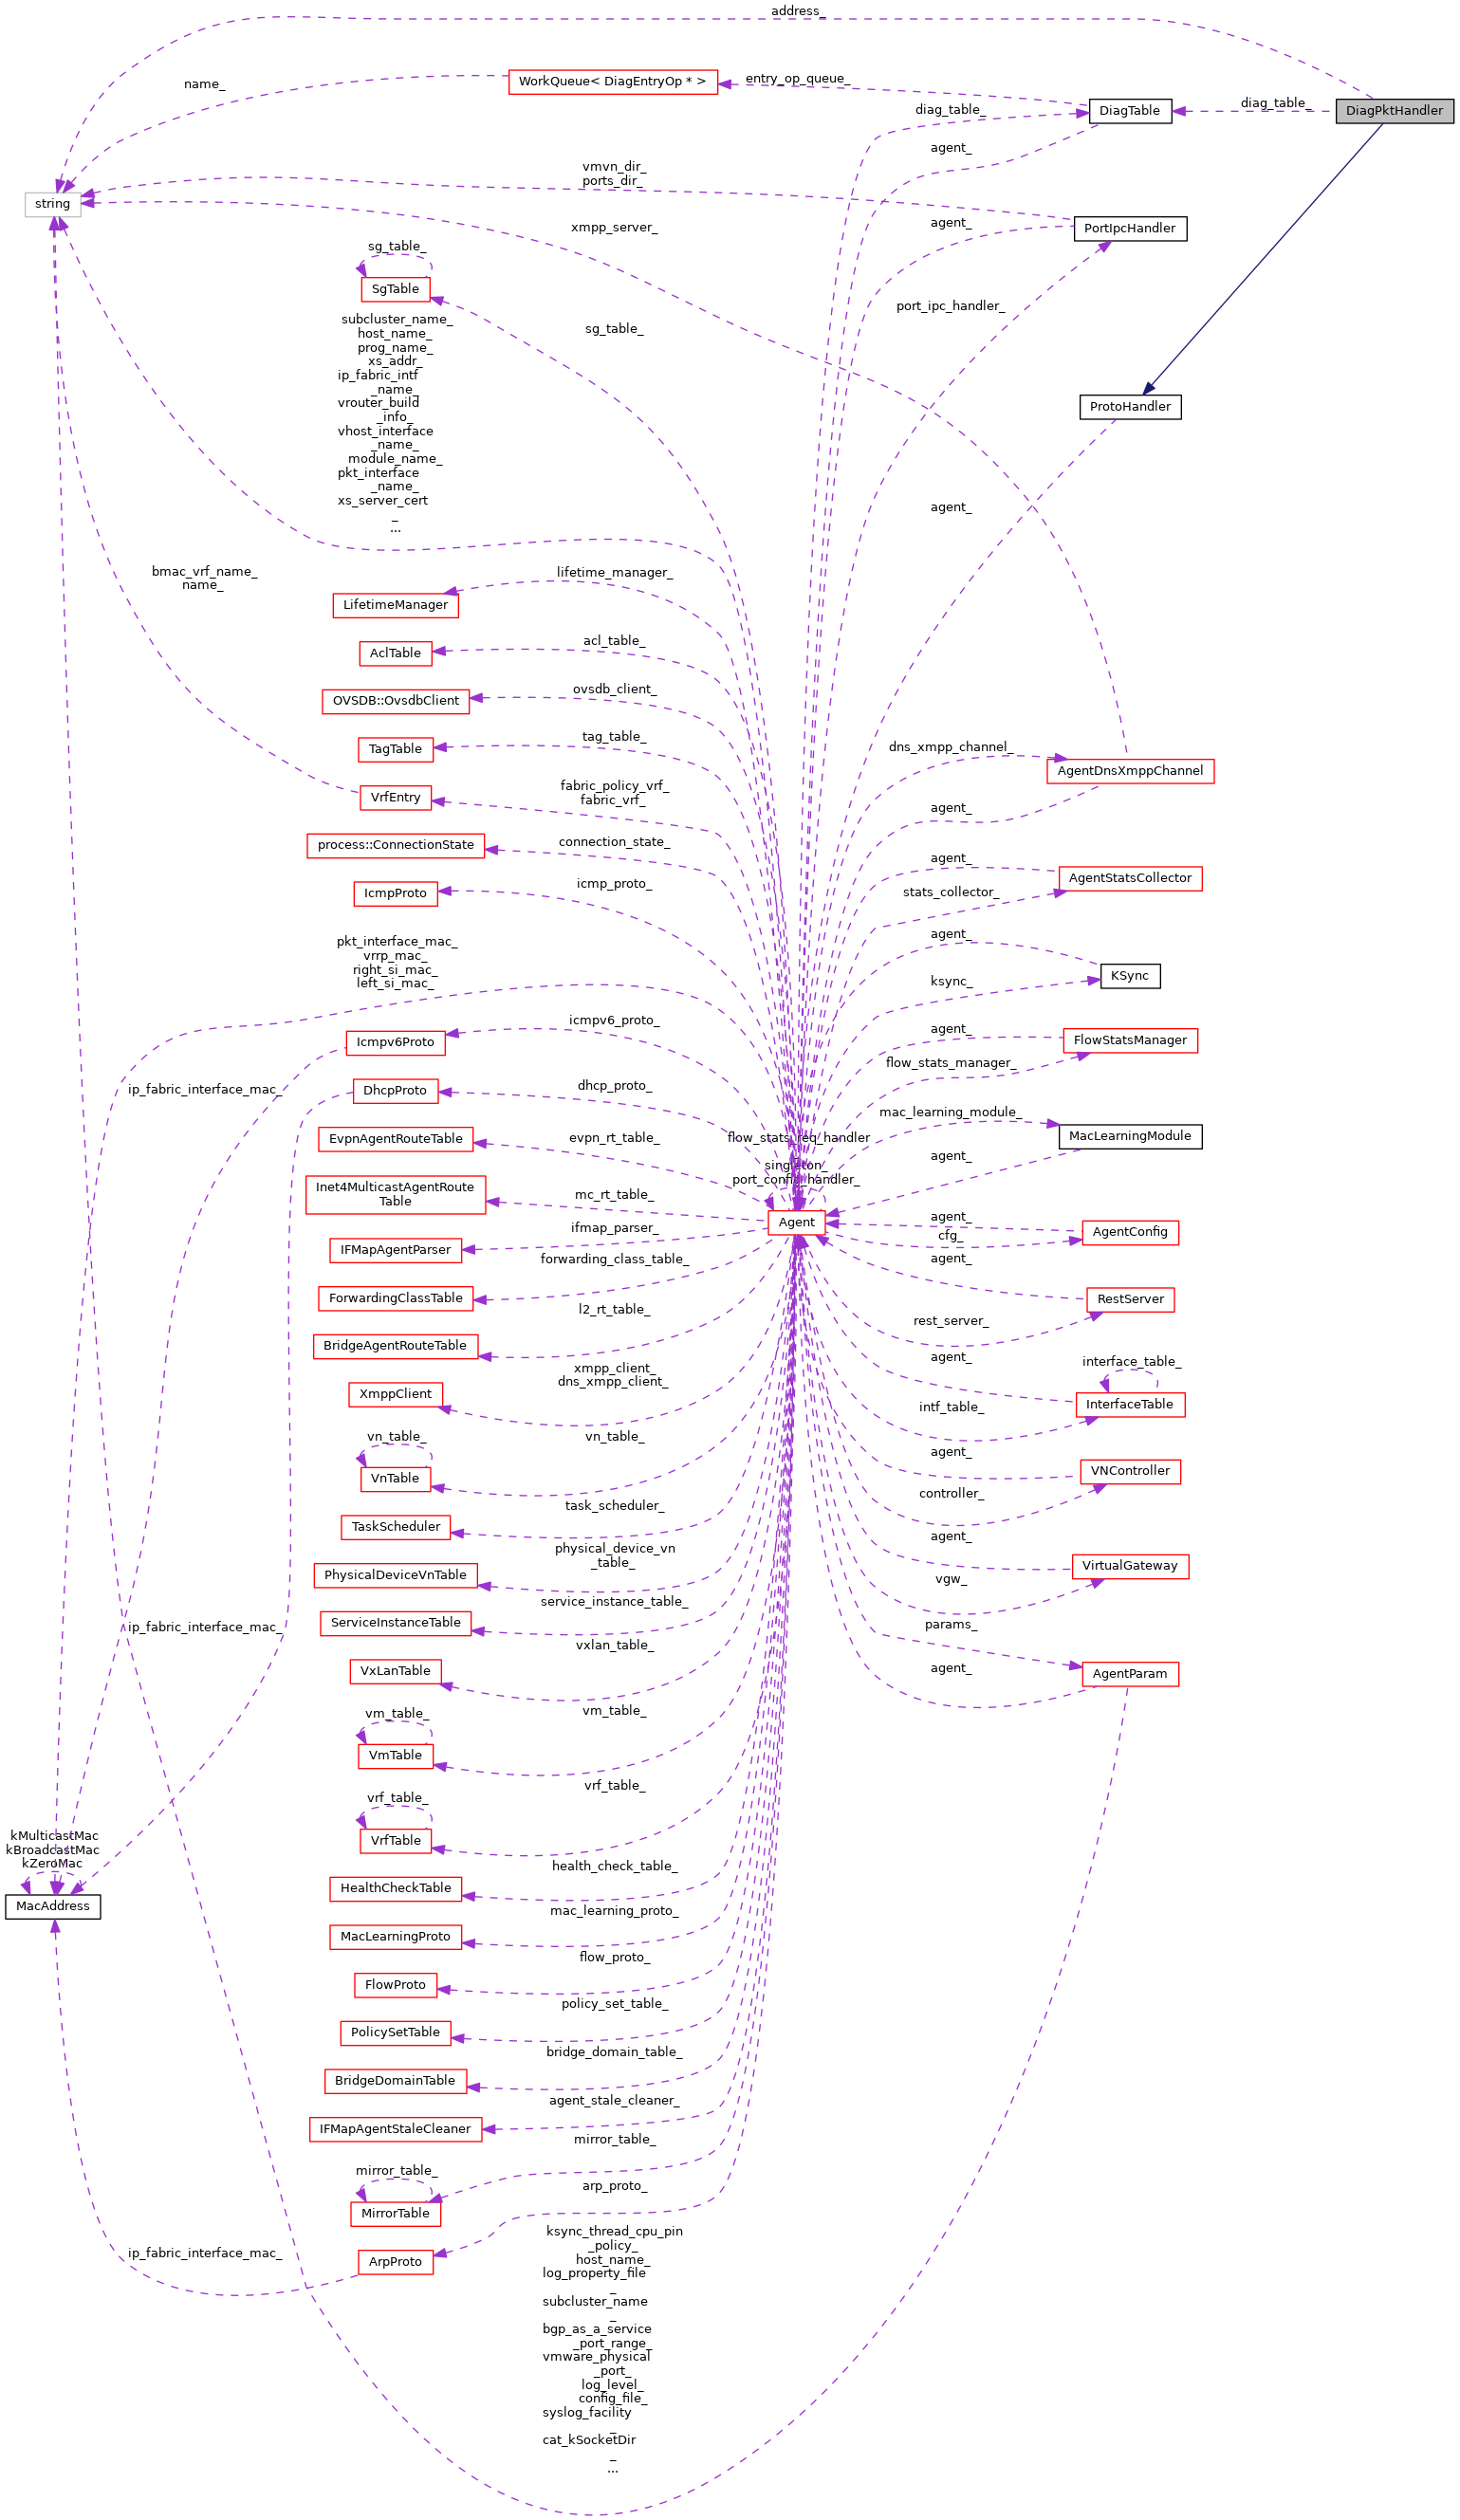 address_
name_
WorkQueue< DiagEntryOp * >
entry_op_queue_
diag_table_
DiagTable
diag_table_
DiagPktHandler
agent_
vmvn_dir_
ports_dir_
string
xmpp_server_
agent_
PortIpcHandler
sg_table_
SgTable
port_ipc_handler_
sg_table_
subcluster_name_
host_name_
prog_name_
xs_addr_
ip_fabric_intf
_name_
vrouter_build
_info_
vhost_interface
_name_
module_name_
pkt_interface
_name_
xs_server_cert
_
...
ProtoHandler
agent_
bmac_vrf_name_
name_
lifetime_manager_
LifetimeManager
acl_table_
AclTable
ovsdb_client_
OVSDB::OvsdbClient
tag_table_
TagTable
dns_xmpp_channel_
AgentDnsXmppChannel
fabric_policy_vrf_
fabric_vrf_
VrfEntry
agent_
connection_state_
process::ConnectionState
agent_
AgentStatsCollector
icmp_proto_
IcmpProto
stats_collector_
pkt_interface_mac_
vrrp_mac_
right_si_mac_
left_si_mac_
agent_
KSync
ksync_
icmpv6_proto_
Icmpv6Proto
agent_
FlowStatsManager
flow_stats_manager_
ip_fabric_interface_mac_
DhcpProto
dhcp_proto_
mac_learning_module_
MacLearningModule
evpn_rt_table_
EvpnAgentRouteTable
flow_stats_req_handler
_
singleton_
port_config_handler_
agent_
Inet4MulticastAgentRoute
Table
mc_rt_table_
Agent
agent_
cfg_
AgentConfig
ifmap_parser_
IFMapAgentParser
forwarding_class_table_
ForwardingClassTable
agent_
RestServer
l2_rt_table_
rest_server_
BridgeAgentRouteTable
agent_
interface_table_
InterfaceTable
xmpp_client_
dns_xmpp_client_
XmppClient
intf_table_
vn_table_
vn_table_
VnTable
agent_
VNController
controller_
task_scheduler_
TaskScheduler
agent_
physical_device_vn
_table_
PhysicalDeviceVnTable
VirtualGateway
vgw_
service_instance_table_
ServiceInstanceTable
ip_fabric_interface_mac_
params_
vxlan_table_
VxLanTable
agent_
AgentParam
vm_table_
vm_table_
VmTable
vrf_table_
vrf_table_
VrfTable
kMulticastMac
kBroadcastMac
kZeroMac
MacAddress
health_check_table_
HealthCheckTable
mac_learning_proto_
MacLearningProto
flow_proto_
FlowProto
policy_set_table_
PolicySetTable
bridge_domain_table_
BridgeDomainTable
agent_stale_cleaner_
IFMapAgentStaleCleaner
mirror_table_
mirror_table_
MirrorTable
arp_proto_
ip_fabric_interface_mac_
ArpProto
ksync_thread_cpu_pin
_policy_
host_name_
log_property_file
_
subcluster_name
_
bgp_as_a_service
_port_range_
vmware_physical
_port_
log_level_
config_file_
syslog_facility
_
cat_kSocketDir
_
...